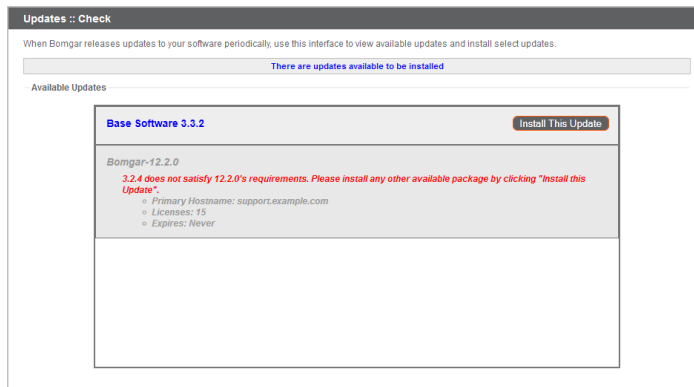 Updates :: Check
When Bomgar releases updates to your software periodically, use this interface to view available updates and install select updates.
There are updates available to be installed
Available Updates
Base Software 3.3.2
Install This Update
Bomgar-12.2.0
3.2.4 does not satisfy 12.2.0's requirements. Please install any other available package by clicking "Install this
Update".
Primary Hostname: support.example.com
Licenses: 15
Expires: Never